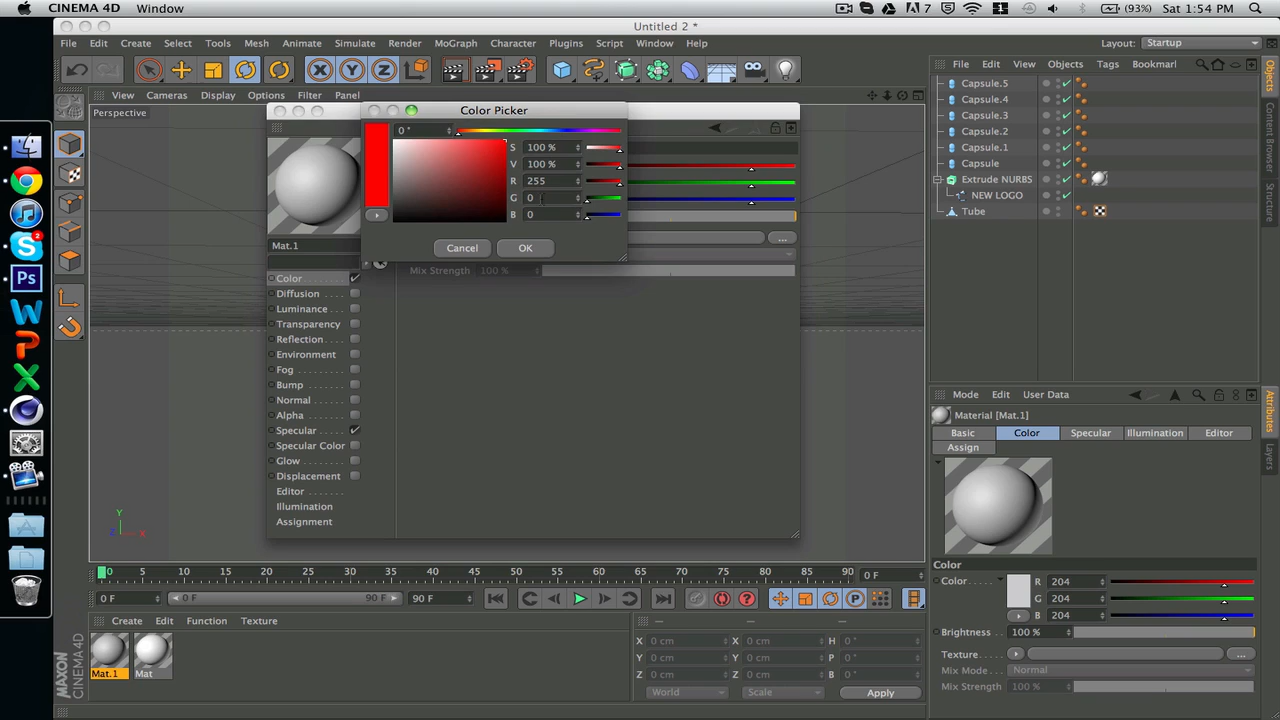 CINEMA 4D Window
(93%) Sat 1:54 PM
Untitled 2 *
File Edit Create Select Tools Mesh Animate Simulate Render MoGraph Character Plugins Script Window Help
Layout: Startup
View Cameras Display Options Filter Panel
File Edit View Objects Tags Bookmark
Perspective
Color Picker
0 °
S 100 %
V 100 %
R 255
G 0
B 0
Cancel OK
Mat.1
Mix Strength 100 %
Color
Diffusion
Luminance
Transparency
Reflection
Environment
Fog
Bump
Normal
Alpha
Specular
Specular Color
Glow
Displacement
Editor
Illumination
Assignment
Capsule.5
Capsule.4
Capsule.3
Capsule.2
Capsule.1
Capsule
Extrude NURBS
NEW LOGO
Tube
Objects
Content Browser
Mode Edit User Data
Material [Mat.1]
Basic Color Specular Illumination Editor
Assign
Attributes
Layers
Color
Color R 204
G 204
B 204
Brightness 100 %
Texture ...
Mix Mode Normal
Mix Strength 100 %
Y
Z X
0 5 10 15 20 25 30 35 40 45 50 55 60 65 70 75 80 85 90 0 F
0 F 0 F 90 F 90 F
Create Edit Function Texture
Mat.1 Mat
X 0 cm X 0 cm H 0 °
Y 0 cm Y 0 cm P 0 °
Z 0 cm Z 0 cm B 0 °
World Scale Apply
MAXON
CINEMA 4D